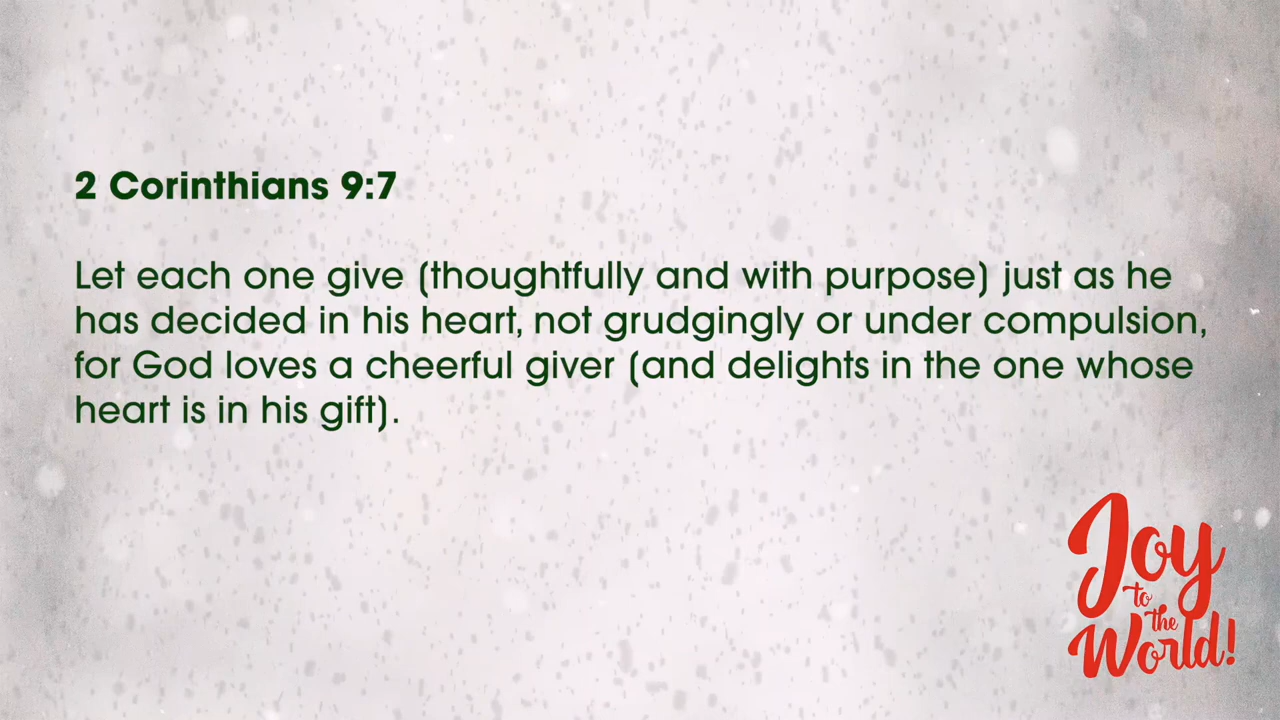 2 Corinthians 9:7
Let each one give (thoughtfully and with purpose) just as he
has decided in his heart, not grudgingly or under compulsion,
for God loves a cheerful giver (and delights in the one whose
heart is in his gift).
Joy
to
the
World!